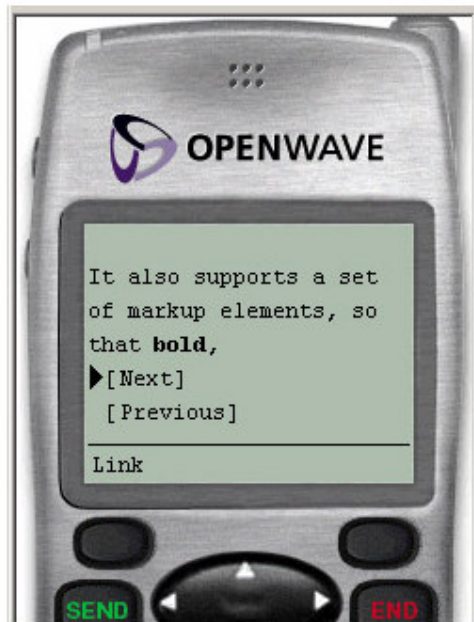 OPENWAVE
It also supports a set
of markup elements, so
that bold,
[Next]
[Previous]
Link
SEND
END